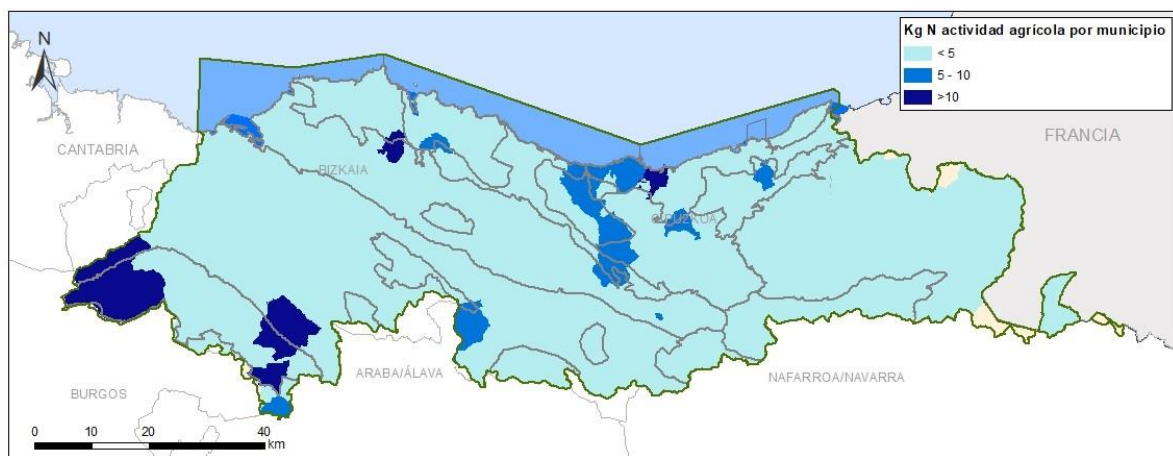 Kg N actividad agrícola por municipio
< 5
5 - 10
>10
N
FRANCIA
CANTABRIA
BIZKAIA
GIPUZKOA
ARABA/ÁLAVA
NAFARROA/NAVARRA
BURGOS
0 10 20 40
km